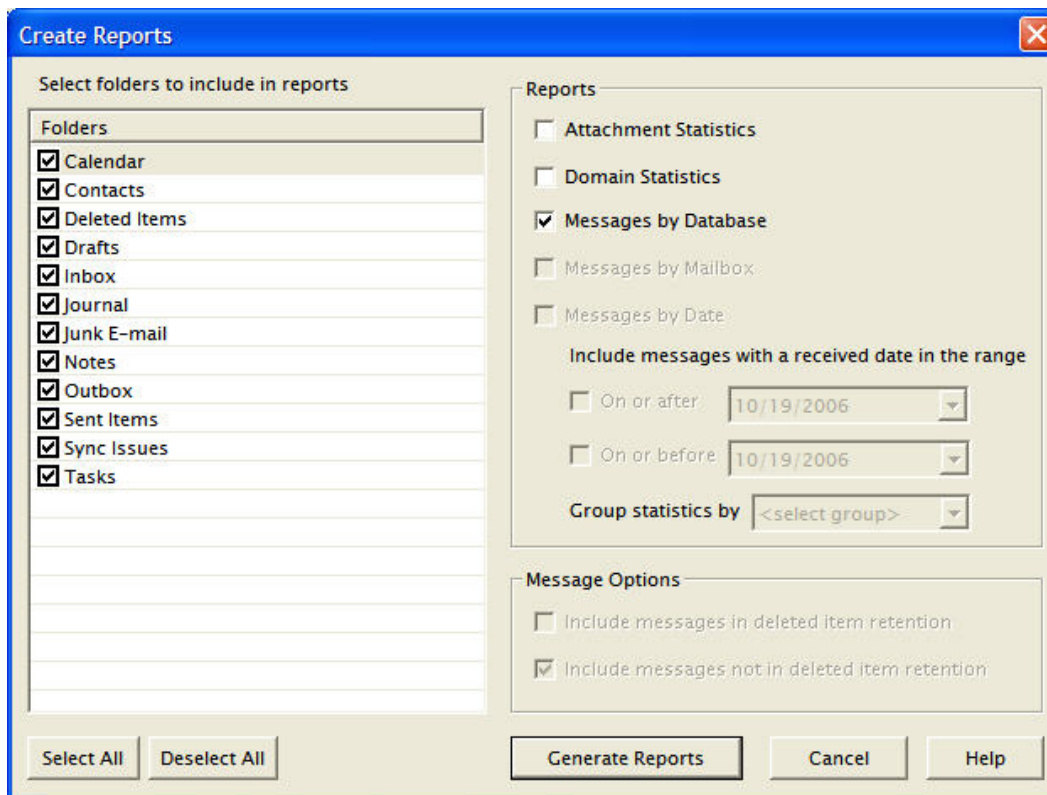 Create Reports
Select folders to include in reports
Folders
Calendar
Contacts
Deleted Items
Drafts
Inbox
Journal
Junk E-mail
Notes
Outbox
Sent Items
Sync Issues
Tasks
Select All
Deselect All
Reports
Attachment Statistics
Domain Statistics
Messages by Database
Messages by Mailbox
Messages by Date
Include messages with a received date in the range
On or after 10/19/2006
On or before 10/19/2006
Group statistics by <select group>
Message Options
Include messages in deleted item retention
Include messages not in deleted item retention
Generate Reports
Cancel
Help